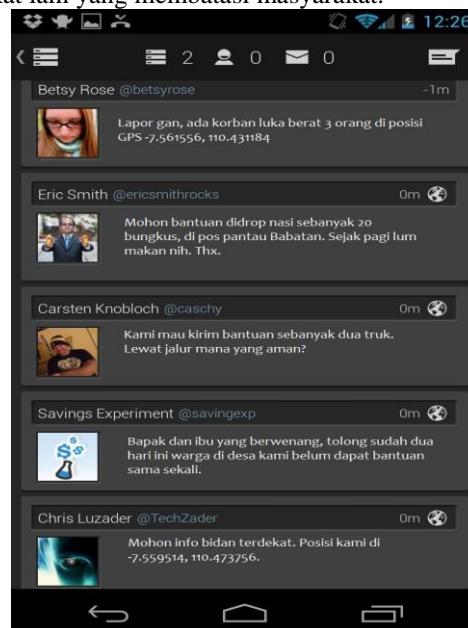 lain yang membatasi masyarakat.
12:26
2 0 0
Betsy Rose @betsyrose -1m
Lapor gan, ada korban luka berat 3 orang di posisi
GPS -7.561556, 110.431184
Eric Smith @ericsmithrocks 0m
Mohon bantuan didrop nasi sebanyak 20
bungkus, di pos pantau Babatan. Sejak pagi lum
makan nih. Thx.
Carsten Knobloch @caschy 0m
Kami mau kirim bantuan sebanyak dua truk.
Lewat jalur mana yang aman?
Savings Experiment @savingexp 0m
Bapak dan ibu yang berwenang, tolong sudah dua
hari ini warga di desa kami belum dapat bantuan
sama sekali.
Chris Luzader @TechZader 0m
Mohon info bidan terdekat. Posisi kami di
-7.559514, 110.473756.